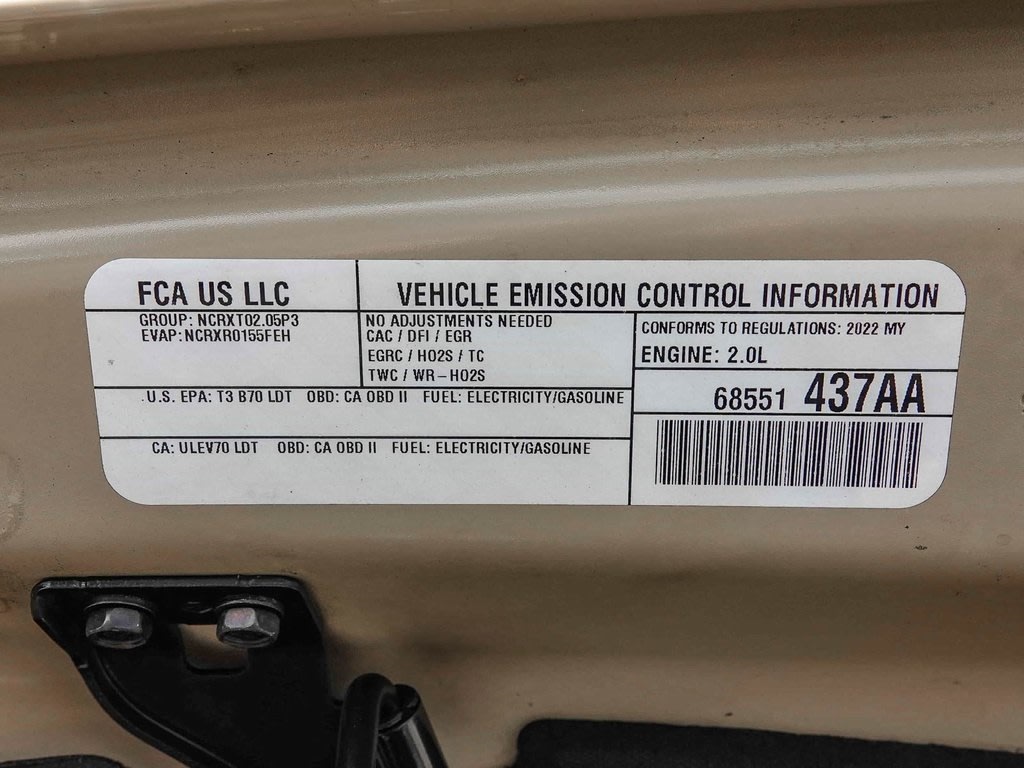 FCA US LLC
VEHICLE EMISSION CONTROL INFORMATION
GROUP: NCRXT02.05P3
EVAP: NCRXR0155FEH
NO ADJUSTMENTS NEEDED
CAC / DFI / EGR
EGRC / HO2S / TC
TWC / WR-HO2S
CONFORMS TO REGULATIONS: 2022 MY
ENGINE: 2.0L
68551 437AA
U.S. EPA: T3 B70 LDT OBD: CA OBD II FUEL: ELECTRICITY/GASOLINE
CA: ULEV70 LDT OBD: CA OBD II FUEL: ELECTRICITY/GASOLINE